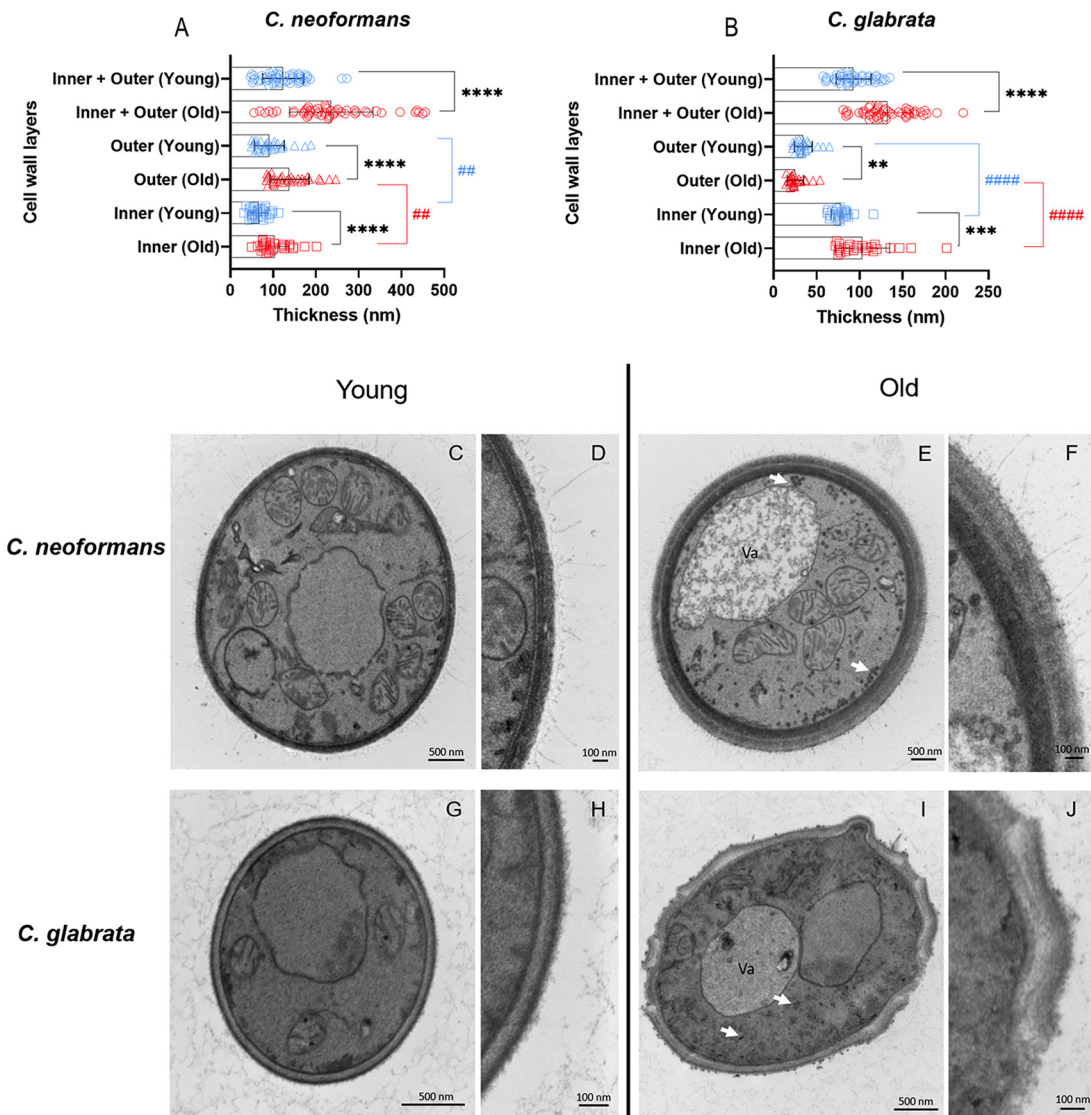 C. neoformans
A
Inner + Outer (Young)
Inner + Outer (Old)
Outer (Young)
Outer (Old)
Inner (Young)
Inner (Old)
Cell wall layers
****
****
****
##
##
0 100 200 300 400 500
Thickness (nm)
C. glabrata
B
Inner + Outer (Young)
Inner + Outer (Old)
Outer (Young)
Outer (Old)
Inner (Young)
Inner (Old)
Cell wall layers
****
**
***
####
####
0 50 100 150 200 250
Thickness (nm)
Young
Old
C. neoformans
C
500 nm
D
100 nm
E
Va
500 nm
F
100 nm
C. glabrata
G
500 nm
H
100 nm
I
Va
500 nm
J
100 nm